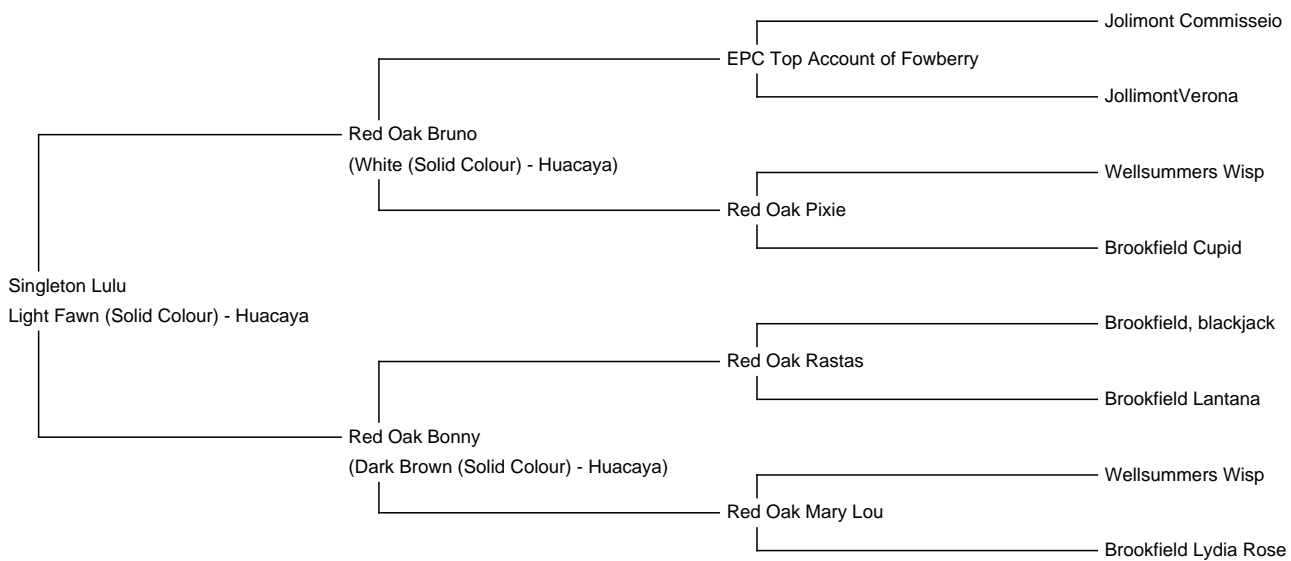 Jolimont Commisseio
EPC Top Account of Fowberry
JollimontVerona
Red Oak Bruno
(White (Solid Colour) - Huacaya)
Wellsummers Wisp
Red Oak Pixie
Brookfield Cupid
Singleton Lulu
Light Fawn (Solid Colour) - Huacaya
Brookfield, blackjack
Red Oak Rastas
Brookfield Lantana
Red Oak Bonny
(Dark Brown (Solid Colour) - Huacaya)
Wellsummers Wisp
Red Oak Mary Lou
Brookfield Lydia Rose